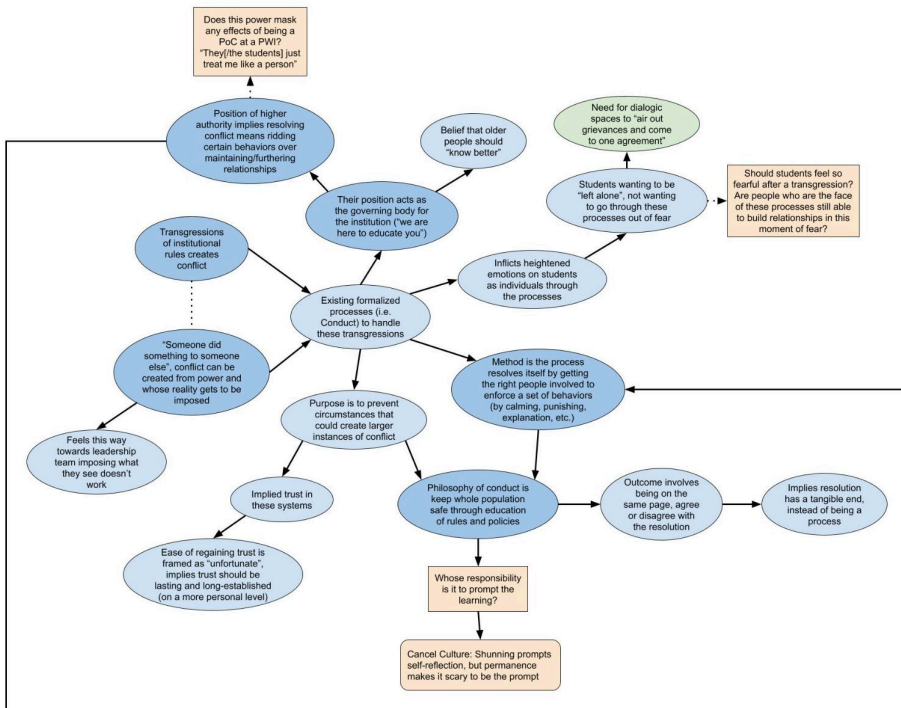 Does this power mask
any effects of being a
PoC at a PWI?
"They[/the students] just
treat me like a person"
Position of higher
authority implies resolving
conflict means ridding
certain behaviors over
maintaining/furthering
relationships
Belief that older
people should
"know better"
Need for dialogic
spaces to "air out
grievances and come
to one agreement"
Their position acts as
the governing body for
the institution ("we are
here to educate you")
Students wanting to be
"left alone", not
wanting to
go through these
processes out of fear
Should students feel so
fearful after a transgression?
Are people who are the face
of these processes still able
to build relationships in this
moment of fear?
Transgressions
of institutional
rules creates
conflict
Inflicts heightened
emotions on students
as individuals through
the processes
Existing formalized
processes (i.e.
Conduct) to handle
these transgressions
"Someone did
something to someone
else", conflict can be
created from power and
whose reality gets to be
imposed
Method is the process
resolves itself by getting
the right people involved to
enforce a set of behaviors
(by calming, punishing,
explanation, etc.)
Feels this way
towards leadership
team imposing what
they see doesn't
work
Purpose is to prevent
circumstances that
could create larger
instances of conflict
Implied trust in
these systems
Philosophy of conduct is
keep whole population
safe through education
of rules and policies
Outcome involves
being on the
same page, agree
or disagree with
the resolution
Implies resolution
has a tangible end,
instead of being a
process
Ease of regaining trust is
framed as "unfortunate",
implies trust should be
lasting and long-established
(on a more personal level)
Whose responsibility
is it to prompt the
learning?
Cancel Culture: Shunning prompts
self-reflection, but permanence
makes it scary to be the prompt